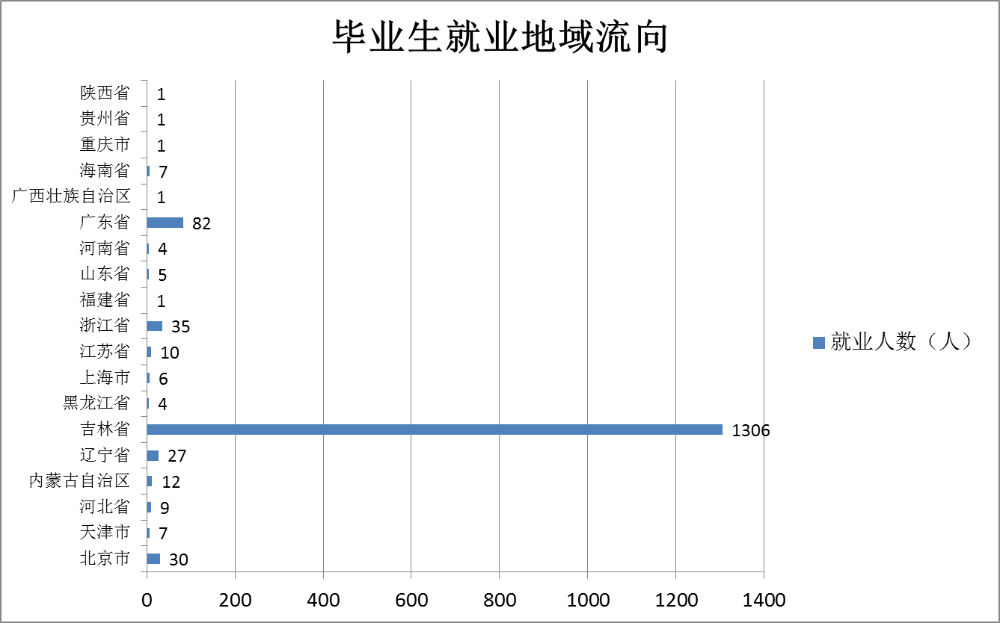 毕业生就业地域流向
陕西省 1
贵州省 1
重庆市 1
海南省 7
广西壮族自治区 1
广东省 82
河南省 4
山东省 5
福建省 1
浙江省 35
江苏省 10
上海市 6
黑龙江省 4
吉林省 1306
辽宁省 27
内蒙古自治区 12
河北省 9
天津市 7
北京市 30
0 200 400 600 800 1000 1200 1400
就业人数（人）